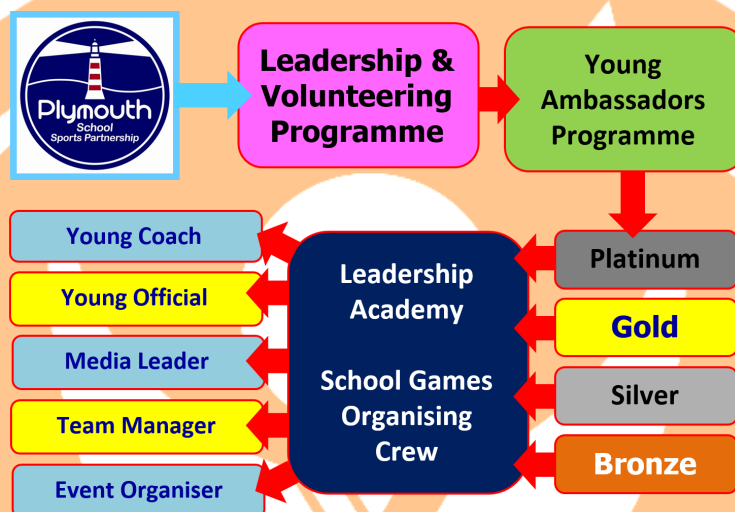 Plymouth
School
Sports Partnership
Leadership &
Volunteering
Programme
Young
Ambassadors
Programme
Platinum
Gold
Silver
Bronze
Leadership
Academy
School Games
Organising
Crew
Young Coach
Young Official
Media Leader
Team Manager
Event Organiser